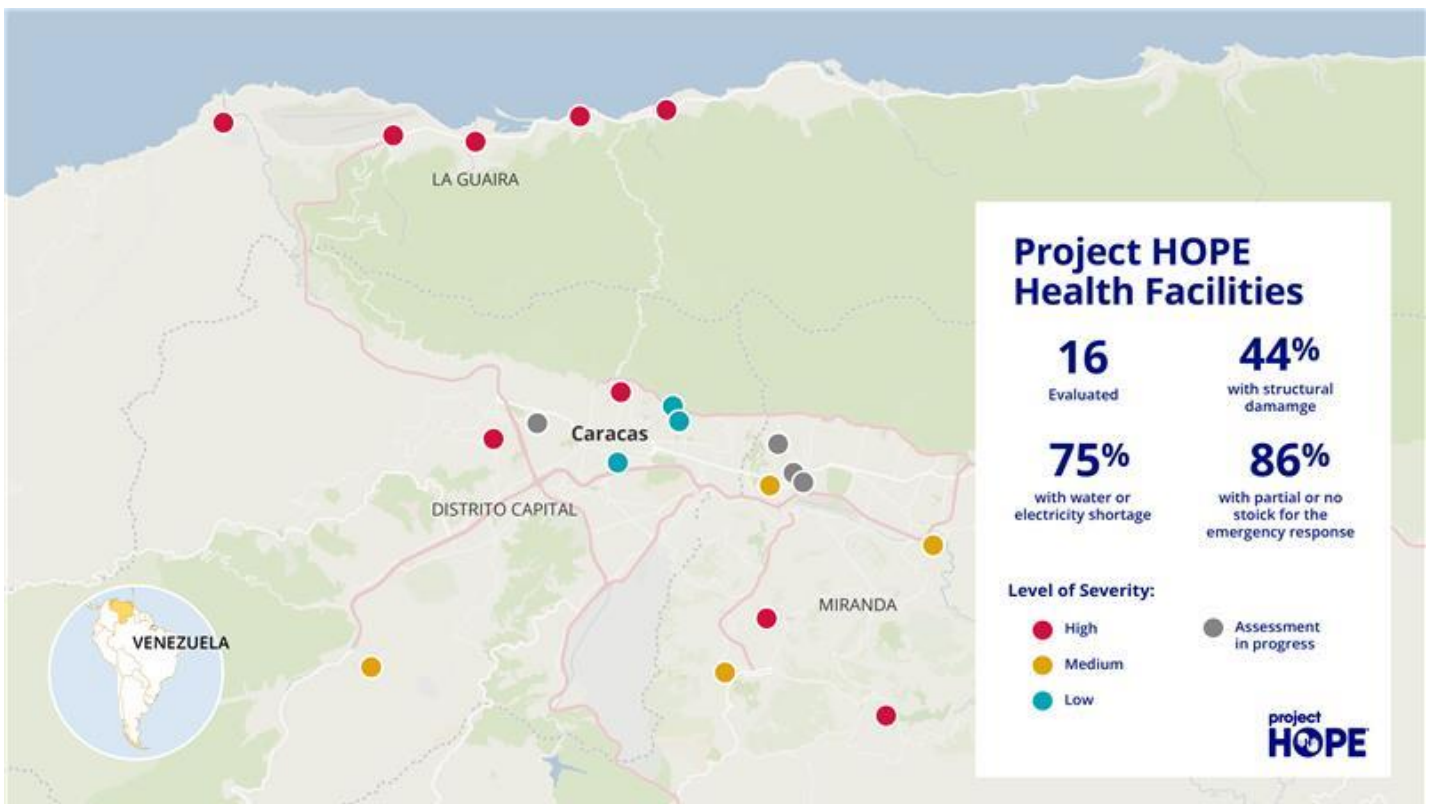 LA GUAIRA
Caracas
DISTRITO CAPITAL
MIRANDA
VENEZUELA
Project HOPE
Health Facilities
16
Evaluated
44%
with structural
damamge
75%
with water or
electricity shortage
86%
with partial or no
stoick for the
emergency response
Level of Severity:
High
Medium
Low
Assessment
in progress
project
HOPE